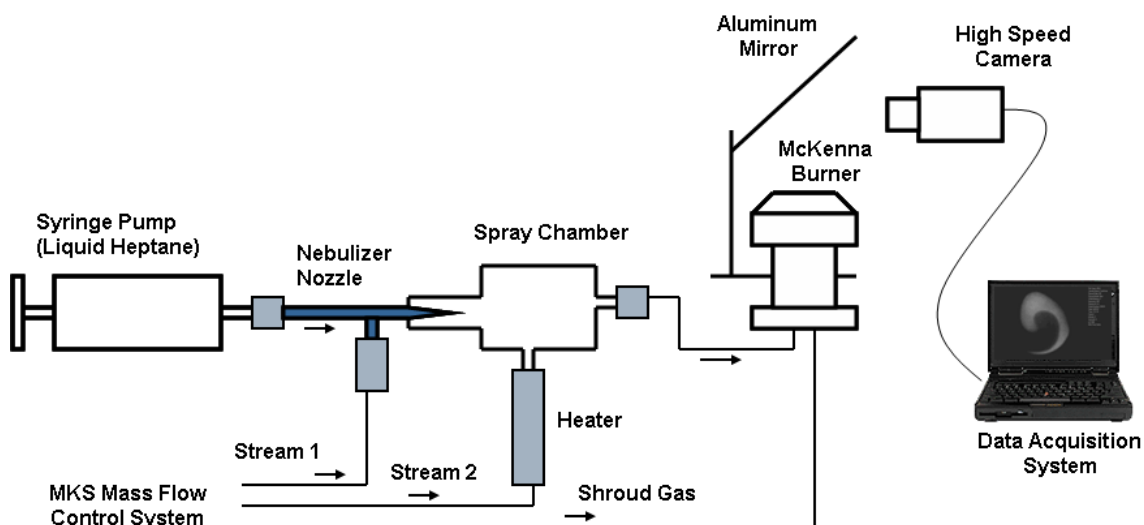 Aluminum
Mirror
High Speed
Camera
McKenna
Burner
Syringe Pump
(Liquid Heptane)
Nebulizer
Nozzle
Spray Chamber
Heater
Stream 1
Stream 2
Shroud Gas
MKS Mass Flow
Control System
Data Acquisition
System